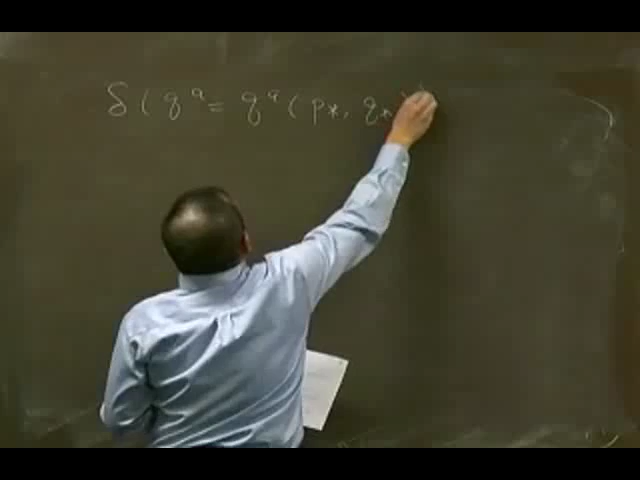 δ ( q^a = q^a ( p*, q*